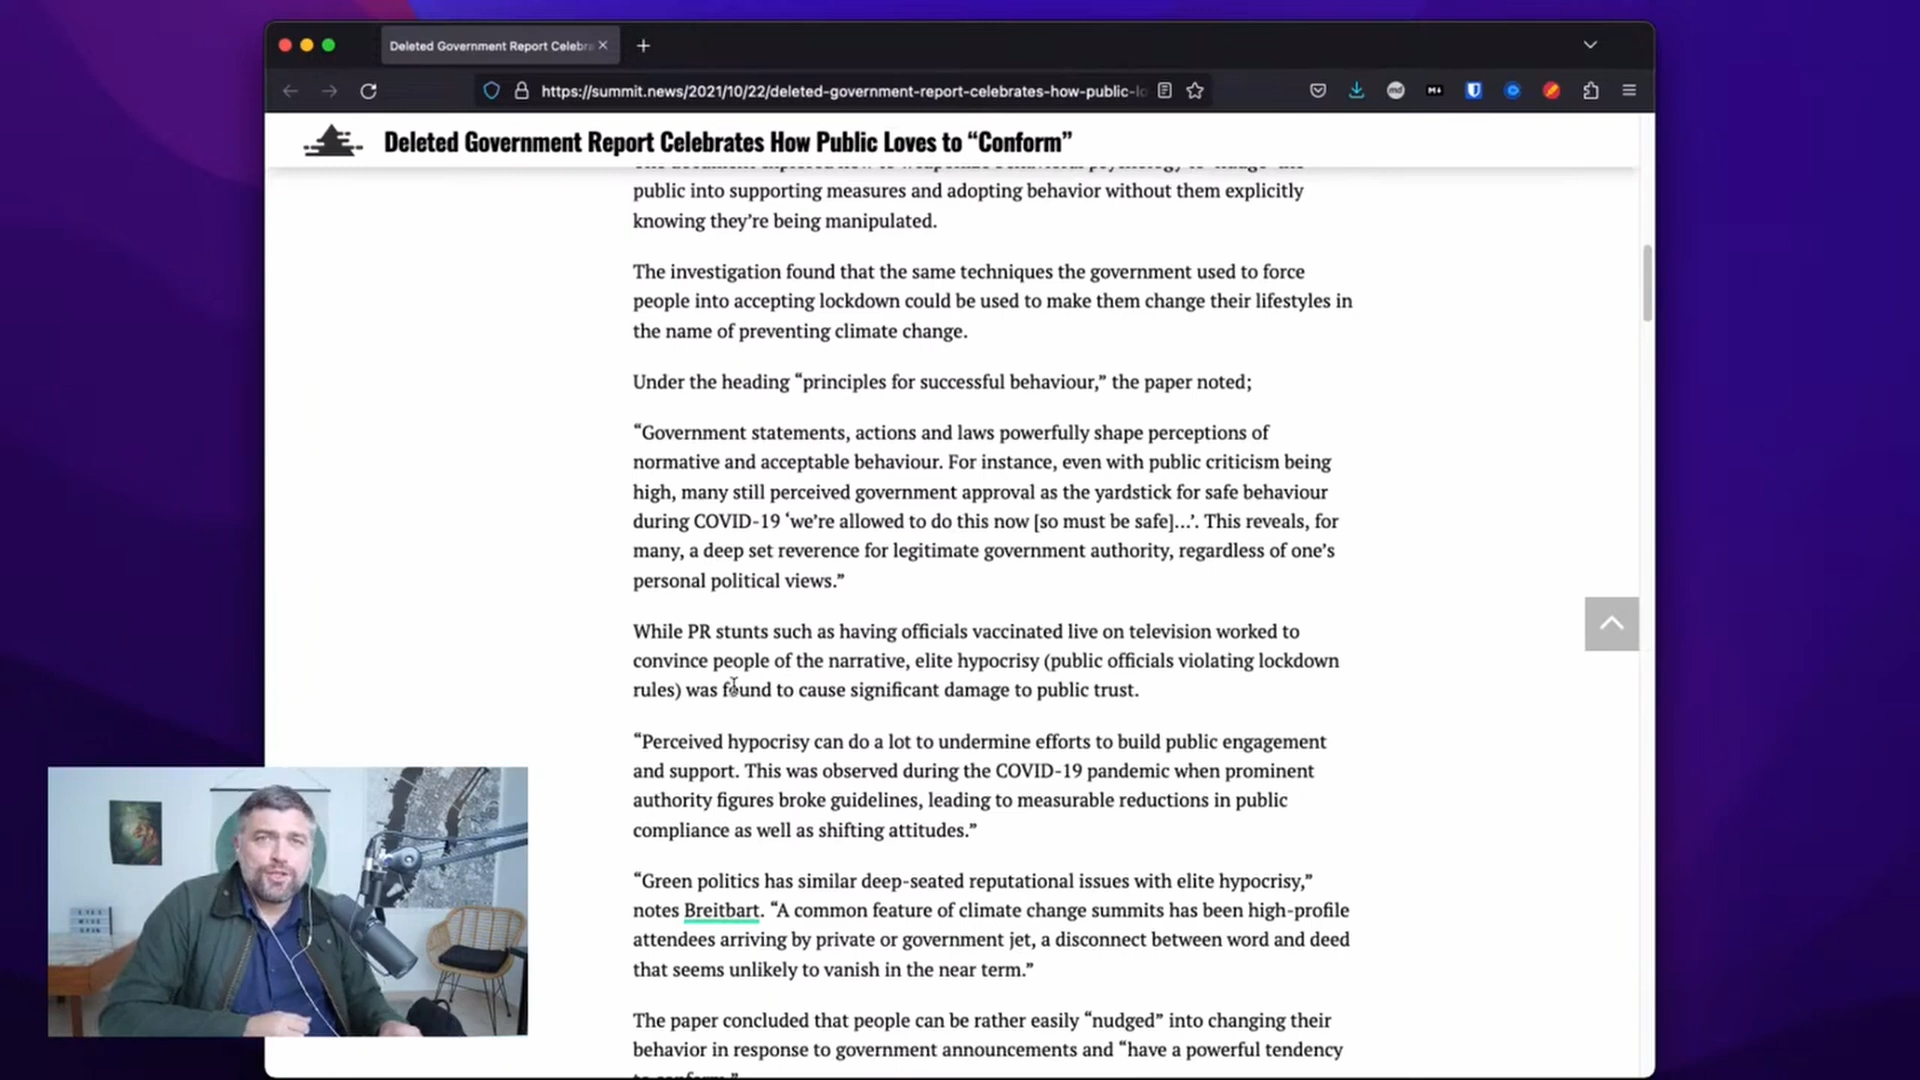 Deleted Government Report Celebr
https://summit.news/2021/10/22/deleted-government-report-celebrates-how-public-lo
Deleted Government Report Celebrates How Public Loves to “Conform”
public into supporting measures and adopting behavior without them explicitly
knowing they’re being manipulated.
The investigation found that the same techniques the government used to force
people into accepting lockdown could be used to make them change their lifestyles in
the name of preventing climate change.
Under the heading “principles for successful behaviour,” the paper noted;
“Government statements, actions and laws powerfully shape perceptions of
normative and acceptable behaviour. For instance, even with public criticism being
high, many still perceived government approval as the yardstick for safe behaviour
during COVID-19 ‘we’re allowed to do this now [so must be safe]...’. This reveals, for
many, a deep set reverence for legitimate government authority, regardless of one’s
personal political views.”
While PR stunts such as having officials vaccinated live on television worked to
convince people of the narrative, elite hypocrisy (public officials violating lockdown
rules) was found to cause significant damage to public trust.
“Perceived hypocrisy can do a lot to undermine efforts to build public engagement
and support. This was observed during the COVID-19 pandemic when prominent
authority figures broke guidelines, leading to measurable reductions in public
compliance as well as shifting attitudes.”
“Green politics has similar deep-seated reputational issues with elite hypocrisy,”
notes Breitbart. “A common feature of climate change summits has been high-profile
attendees arriving by private or government jet, a disconnect between word and deed
that seems unlikely to vanish in the near term.”
The paper concluded that people can be rather easily “nudged” into changing their
behavior in response to government announcements and “have a powerful tendency
EYES
WIDE
OPEN